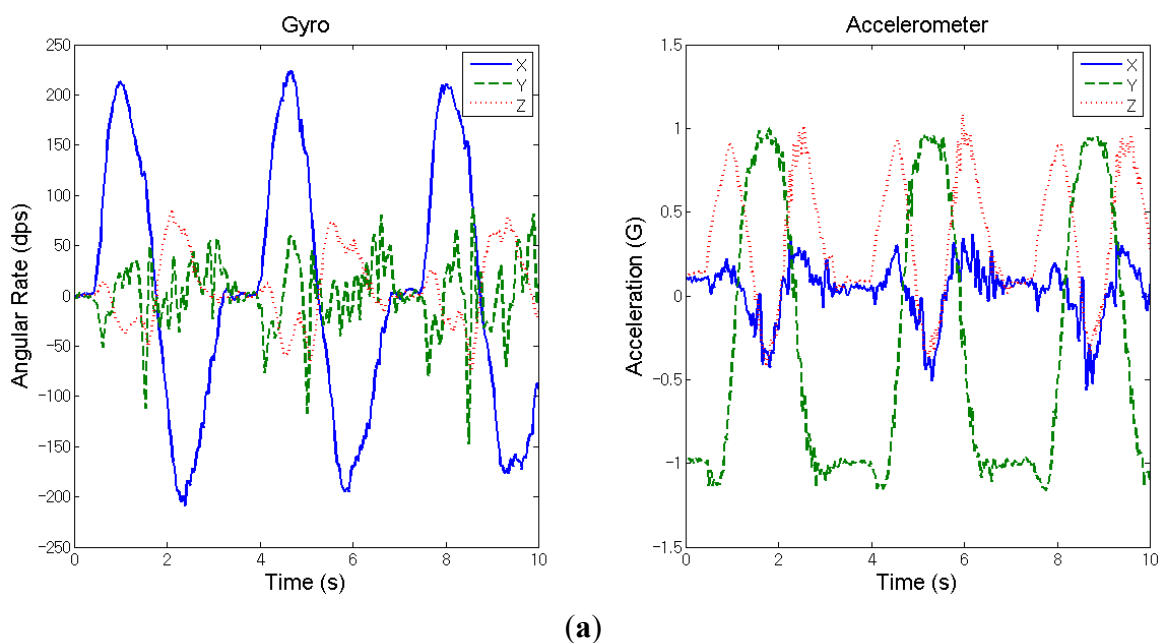 Gyro
250
200
150
100
50
0
-50
-100
-150
-200
-250
0
2
4
6
8
10
Angular Rate (dps)
Time (s)
X
Y
Z
Accelerometer
1.5
1
0.5
0
-0.5
-1
-1.5
0
2
4
6
8
10
Acceleration (G)
Time (s)
X
Y
Z
(a)